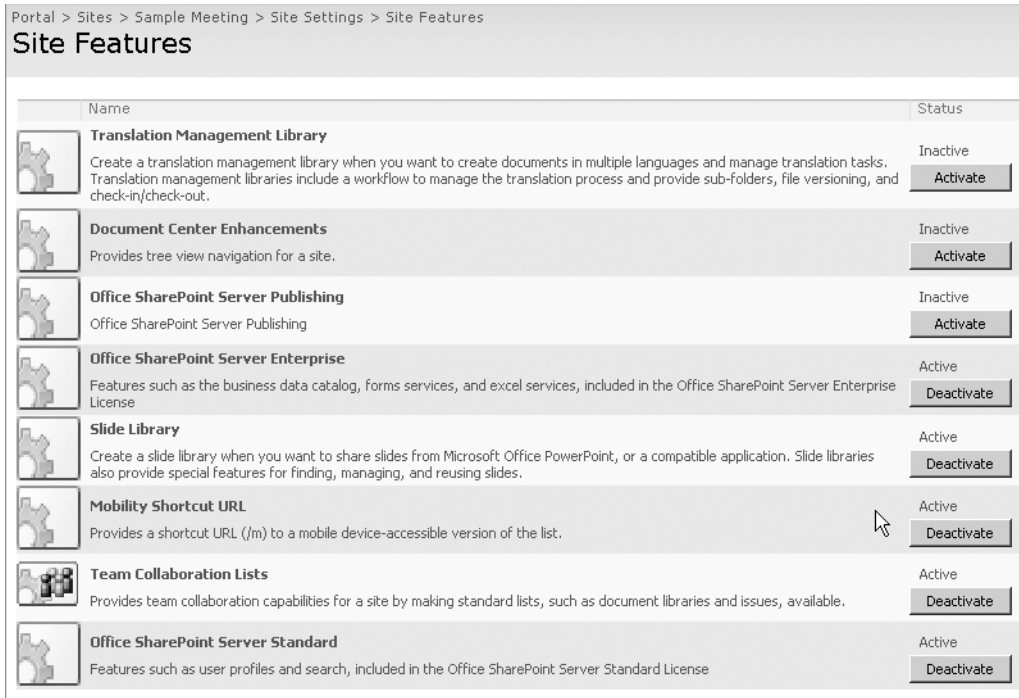 Portal > Sites > Sample Meeting > Site Settings > Site Features
Site Features
Name Status
Translation Management Library
Inactive
Create a translation management library when you want to create documents in multiple languages and manage translation tasks.
Translation management libraries include a workflow to manage the translation process and provide sub-folders, file versioning, and
check-in/check-out.
Activate
Document Center Enhancements
Inactive
Provides tree view navigation for a site.
Activate
Office SharePoint Server Publishing
Inactive
Office SharePoint Server Publishing
Activate
Office SharePoint Server Enterprise
Active
Features such as the business data catalog, forms services, and excel services, included in the Office SharePoint Server Enterprise
License
Deactivate
Slide Library
Active
Create a slide library when you want to share slides from Microsoft Office PowerPoint, or a compatible application. Slide libraries
also provide special features for finding, managing, and reusing slides.
Deactivate
Mobility Shortcut URL
Active
Provides a shortcut URL (/m) to a mobile device-accessible version of the list.
Deactivate
Team Collaboration Lists
Active
Provides team collaboration capabilities for a site by making standard lists, such as document libraries and issues, available.
Deactivate
Office SharePoint Server Standard
Active
Features such as user profiles and search, included in the Office SharePoint Server Standard License
Deactivate